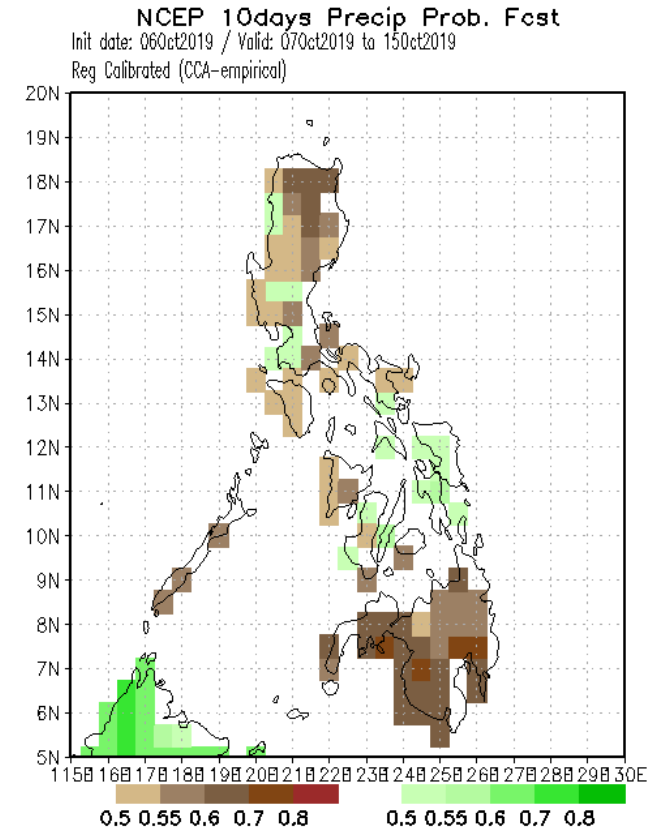 NCEP 10days Precip Prob. Fcst
Init date: 06Oct2019 / Valid: 07Oct2019 to 15Oct2019
Reg Calibrated (CCA-empirical)
20N
19N
18N
17N
16N
15N
14N
13N
12N
11N
10N
9N
8N
7N
6N
5N
115E 116E 117E 118E 119E 120E 121E 122E 123E 124E 125E 126E 127E 128E 129E 130E
0.5 0.55 0.6 0.7 0.8 0.5 0.55 0.6 0.7 0.8